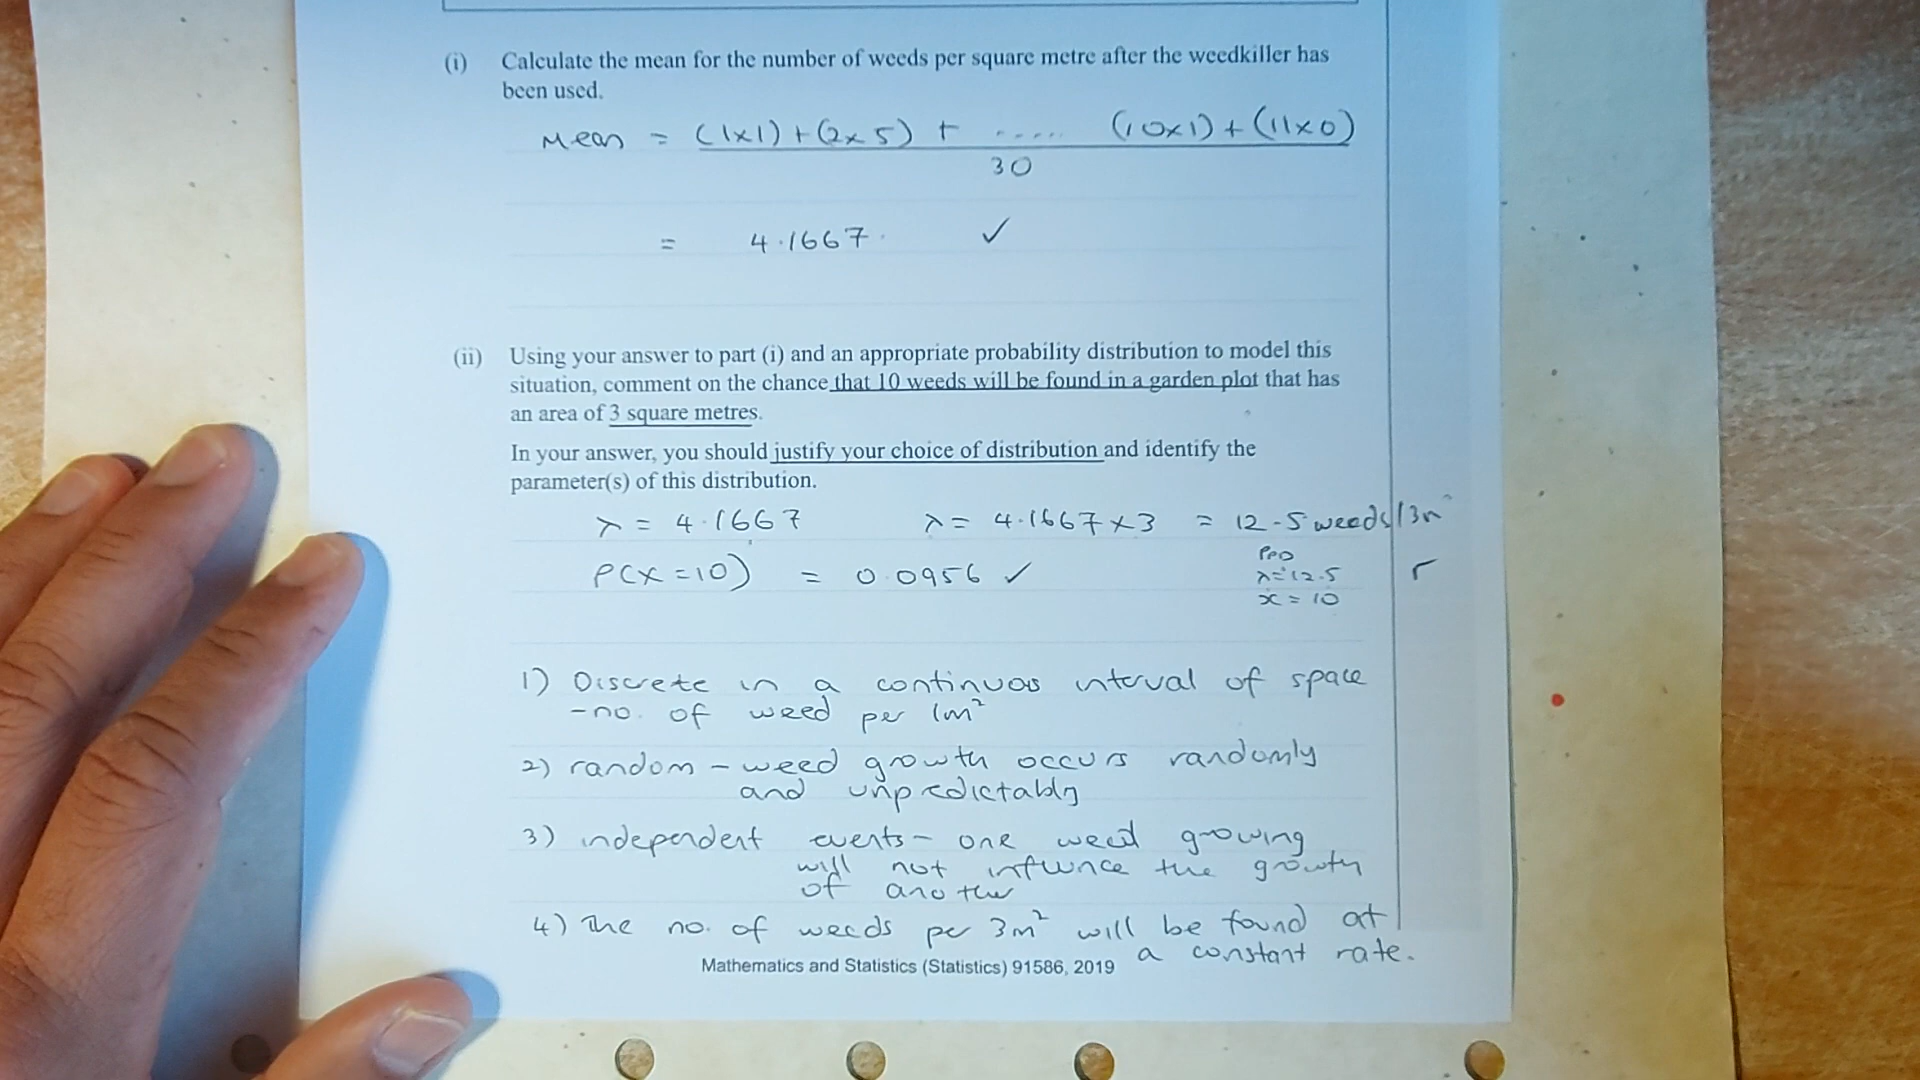 (i) Calculate the mean for the number of weeds per square metre after the weedkiller has
been used.
Mean = (1x1) + (2x5) + ..... (10x1) + (11x0)
30
= 4.1667. ✓
(ii) Using your answer to part (i) and an appropriate probability distribution to model this
situation, comment on the chance that 10 weeds will be found in a garden plot that has
an area of 3 square metres.
In your answer, you should justify your choice of distribution and identify the
parameter(s) of this distribution.
λ = 4.1667 λ = 4.1667 x 3 = 12.5 weeds/3m²
P(X=10) = 0.0956 ✓
PPD
λ=12.5
x = 10
r
1) Discrete in a continuous interval of space
- no. of weed per 1m²
2) random - weed growth occurs randomly
and unpredictably
3) independent events - one weed growing
will not influence the growth
of another
4) The no. of weeds per 3m² will be found at
a constant rate.
Mathematics and Statistics (Statistics) 91586, 2019